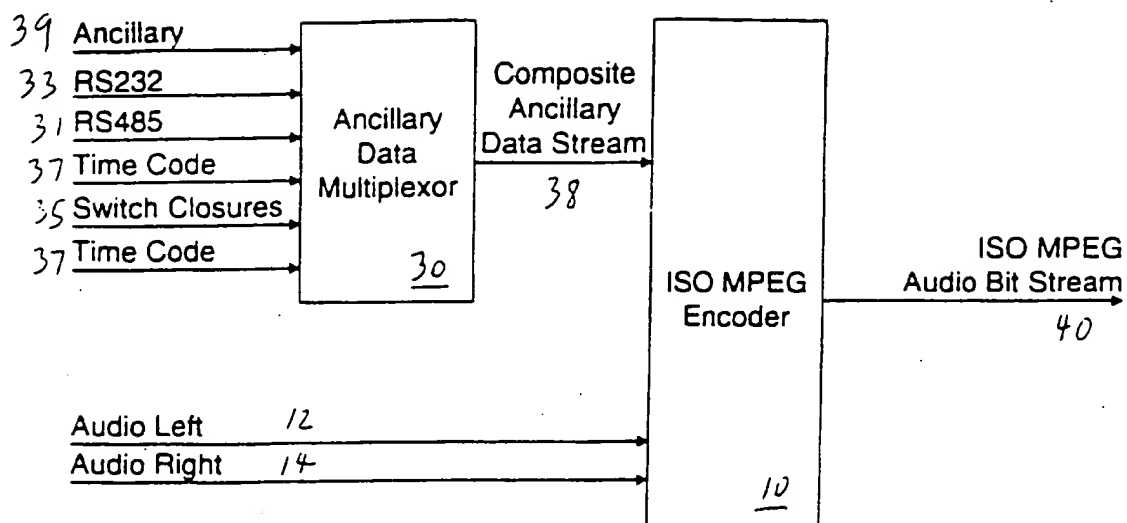 39 Ancillary
33 RS232
31 RS485
37 Time Code
35 Switch Closures
37 Time Code
Ancillary
Data
Multiplexor
30
Composite
Ancillary
Data Stream
38
ISO MPEG
Encoder
10
ISO MPEG
Audio Bit Stream
40
Audio Left 12
Audio Right 14